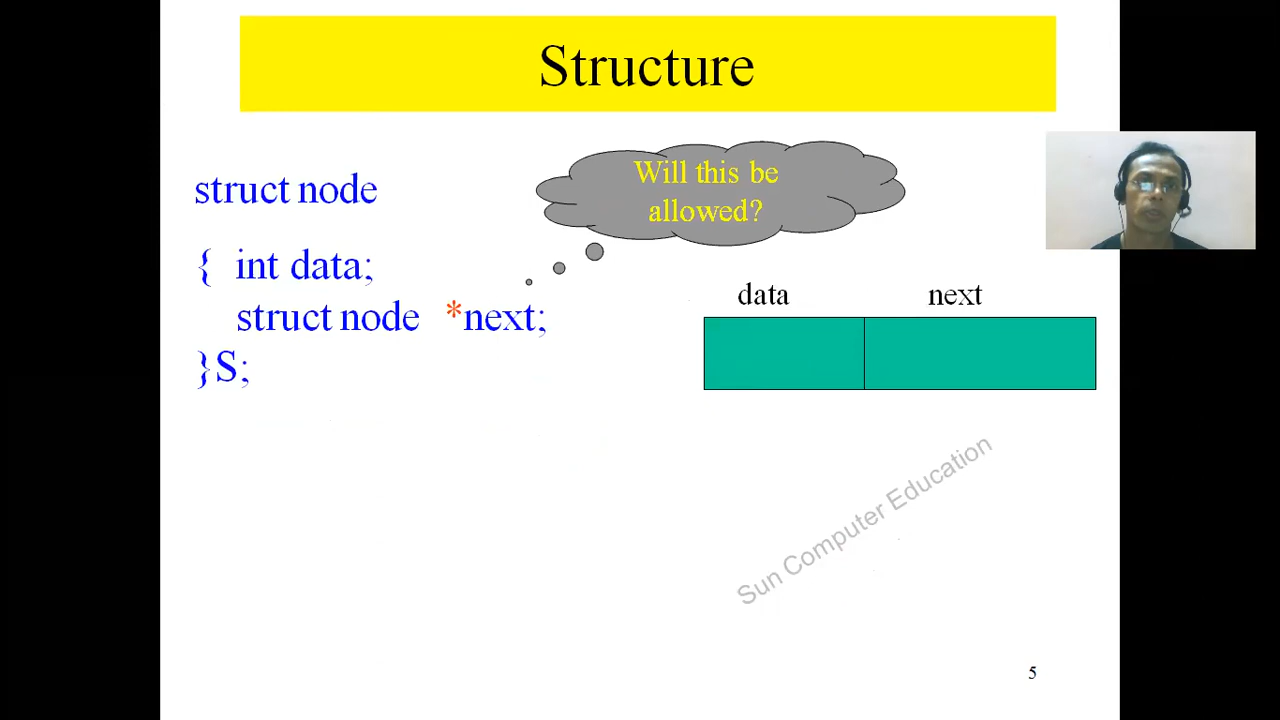 Structure
Will this be
allowed?
struct node
{ int data;
struct node *next;
}S;
data next
Sun Computer Education
5